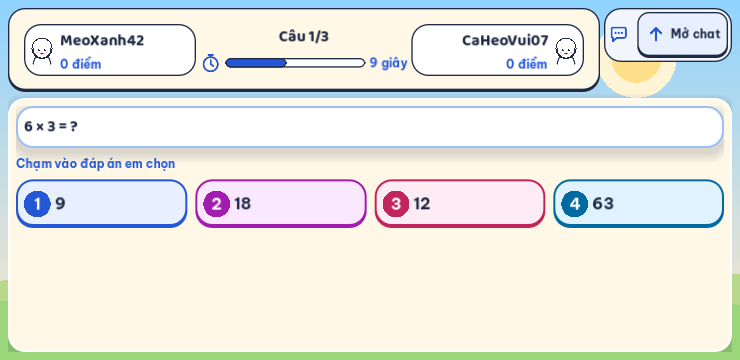 MeoXanh42
0 điểm
Câu 1/3
9 giây
CaHeoVui07
0 điểm
Mở chat
6 × 3 = ?
Chạm vào đáp án em chọn
1 9
2 18
3 12
4 63